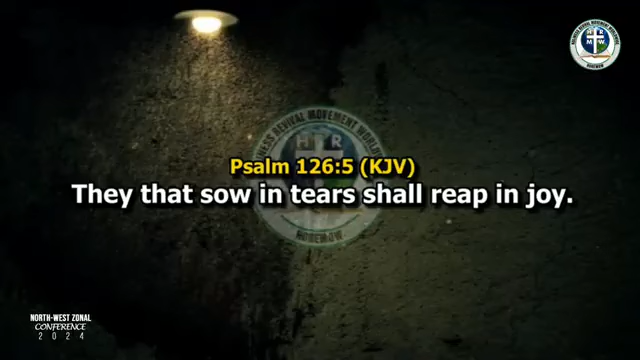 Psalm 126:5 (KJV)
They that sow in tears shall reap in joy.
NORTH-WEST ZONAL
CONFERENCE
2024